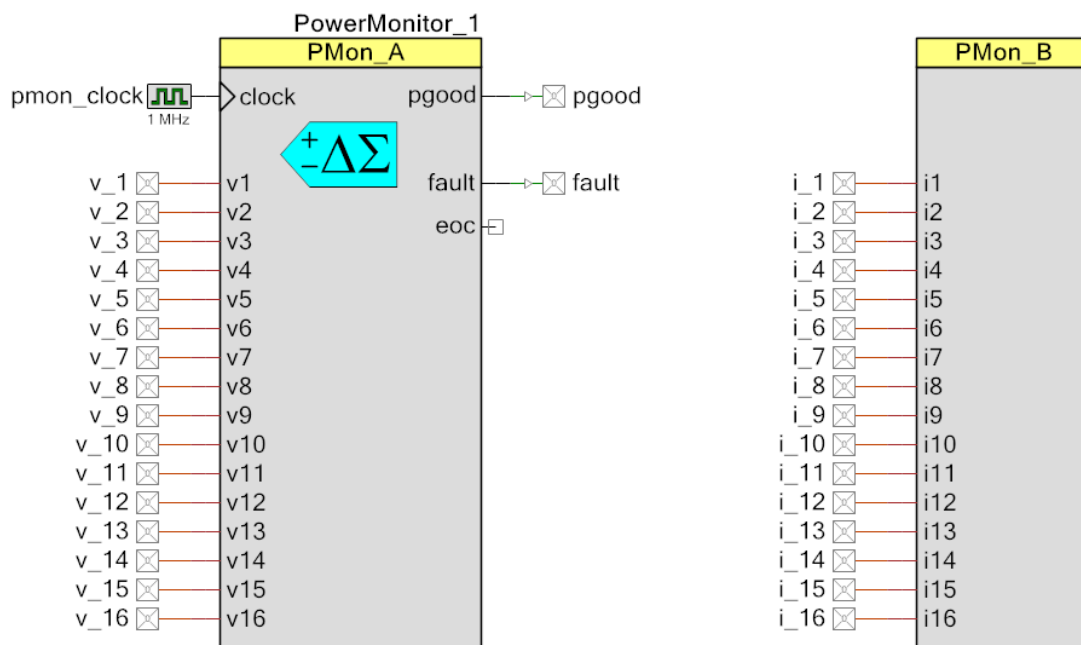 PowerMonitor_1
PMon_A
pmon_clock
1 MHz
clock
pgood
pgood
+
−ΔΣ
fault
fault
eoc
v_1 v1
v_2 v2
v_3 v3
v_4 v4
v_5 v5
v_6 v6
v_7 v7
v_8 v8
v_9 v9
v_10 v10
v_11 v11
v_12 v12
v_13 v13
v_14 v14
v_15 v15
v_16 v16
PMon_B
i_1 i1
i_2 i2
i_3 i3
i_4 i4
i_5 i5
i_6 i6
i_7 i7
i_8 i8
i_9 i9
i_10 i10
i_11 i11
i_12 i12
i_13 i13
i_14 i14
i_15 i15
i_16 i16